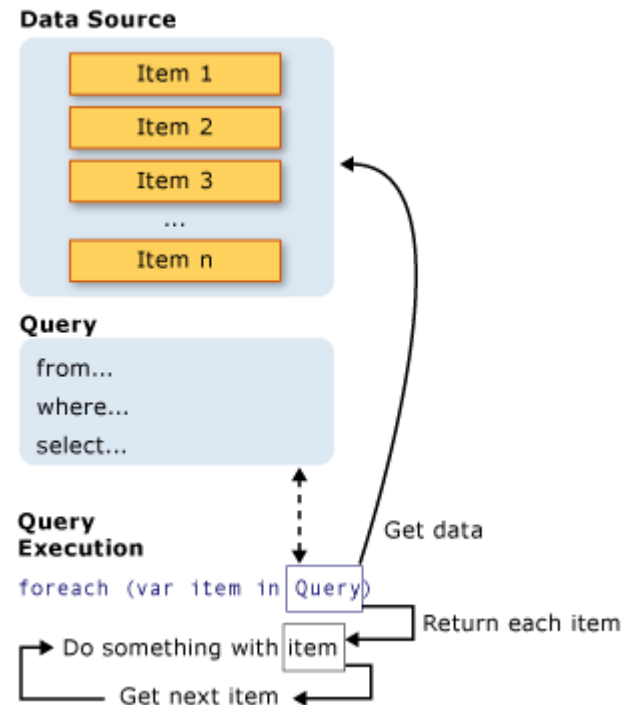 Data Source
Item 1
Item 2
Item 3
...
Item n
Query
from...
where...
select...
Query
Execution
Get data
foreach (var item in Query)
Return each item
Do something with item
Get next item